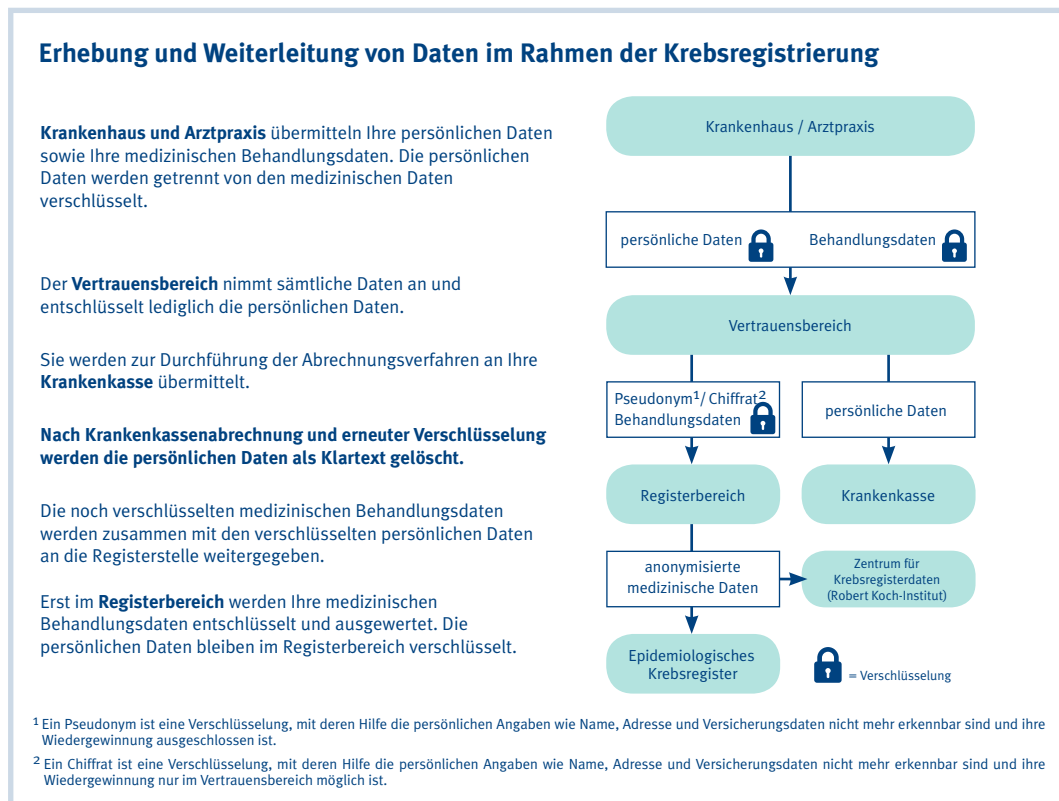 Erhebung und Weiterleitung von Daten im Rahmen der Krebsregistrierung
Krankenhaus und Arztpraxis übermitteln Ihre persönlichen Daten
sowie Ihre medizinischen Behandlungsdaten. Die persönlichen
Daten werden getrennt von den medizinischen Daten
verschlüsselt.
Der Vertrauensbereich nimmt sämtliche Daten an und
entschlüsselt lediglich die persönlichen Daten.
Sie werden zur Durchführung der Abrechnungsverfahren an Ihre
Krankenkasse übermittelt.
Nach Krankenkassenabrechnung und erneuter Verschlüsselung
werden die persönlichen Daten als Klartext gelöscht.
Die noch verschlüsselten medizinischen Behandlungsdaten
werden zusammen mit den verschlüsselten persönlichen Daten
an die Registerstelle weitergegeben.
Erst im Registerbereich werden Ihre medizinischen
Behandlungsdaten entschlüsselt und ausgewertet. Die
persönlichen Daten bleiben im Registerbereich verschlüsselt.
Krankenhaus / Arztpraxis
persönliche Daten
Behandlungsdaten
Vertrauensbereich
Pseudonym¹/ Chiffrat²
Behandlungsdaten
persönliche Daten
Registerbereich
Krankenkasse
anonymisierte
medizinische Daten
Zentrum für
Krebsregisterdaten
(Robert Koch-Institut)
Epidemiologisches
Krebsregister
= Verschlüsselung
¹ Ein Pseudonym ist eine Verschlüsselung, mit deren Hilfe die persönlichen Angaben wie Name, Adresse und Versicherungsdaten nicht mehr erkennbar sind und ihre
Wiedergewinnung ausgeschlossen ist.
² Ein Chiffrat ist eine Verschlüsselung, mit deren Hilfe die persönlichen Angaben wie Name, Adresse und Versicherungsdaten nicht mehr erkennbar sind und ihre
Wiedergewinnung nur im Vertrauensbereich möglich ist.